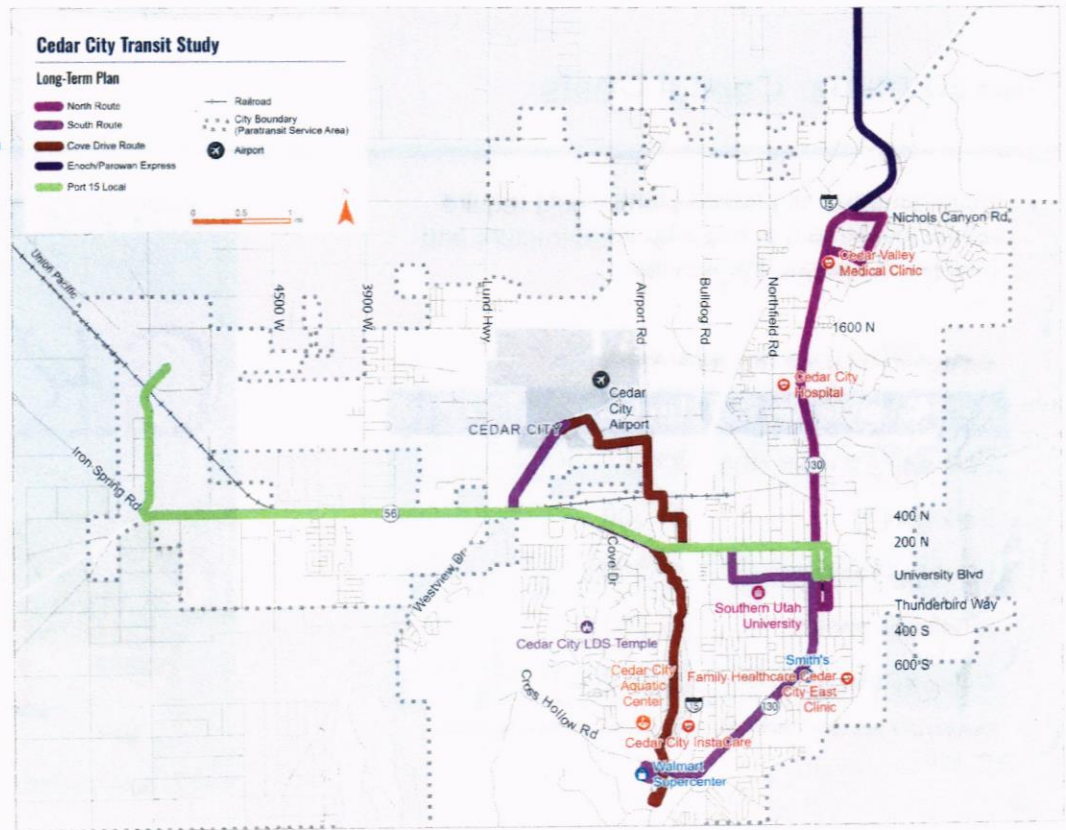 Cedar City Transit Study
Long-Term Plan
North Route
South Route
Cove Drive Route
Enoch/Parowan Express
Port 15 Local
Railroad
City Boundary
(Paratransit Service Area)
Airport
0
0.5
1
N
15
Nichols Canyon Rd
Cedar Valley
Medical Clinic
Union Pacific
4500 W
3900 W
Lund Hwy
Airport Rd
Bulldog Rd
Northfield Rd
1600 N
Cedar City
Hospital
Cedar
City
Airport
CEDAR CITY
130
Iron Spring Rd
56
400 N
200 N
Cove Dr
Westview Dr
University Blvd
Southern Utah
University
Thunderbird Way
400 S
600 S
Cedar City LDS Temple
Smith's
Cedar City
Aquatic
Center
Family Healthcare Cedar
City East
Clinic
Cross Hollow Rd
15
130
Cedar City InstaCare
Walmart
Supercenter